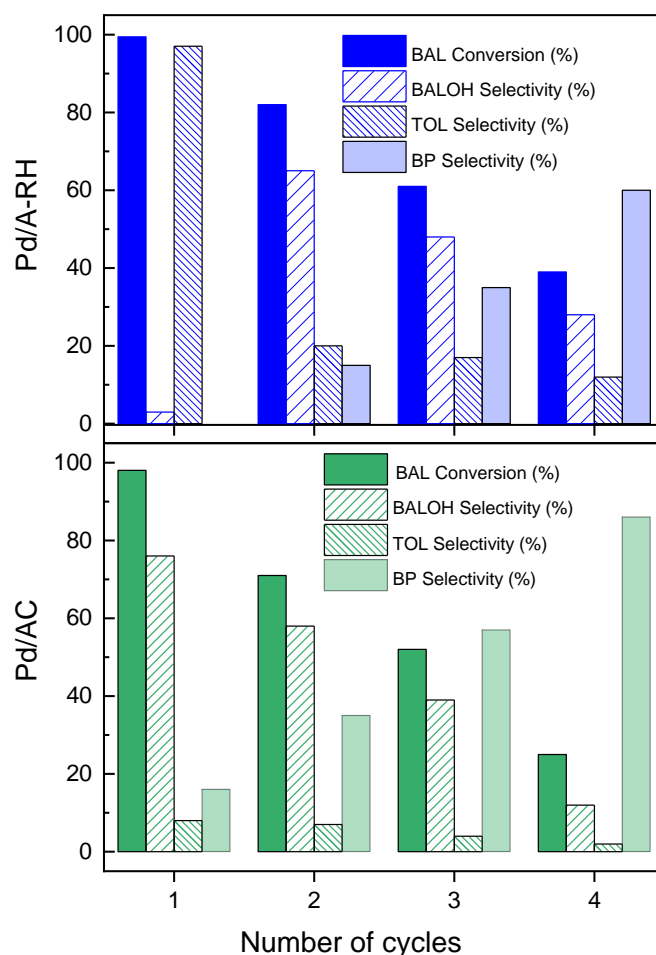 100
80
60
40
20
0
Pd/A-RH
BAL Conversion (%)
BALOH Selectivity (%)
TOL Selectivity (%)
BP Selectivity (%)
100
80
60
40
20
0
Pd/AC
BAL Conversion (%)
BALOH Selectivity (%)
TOL Selectivity (%)
BP Selectivity (%)
1 2 3 4
Number of cycles